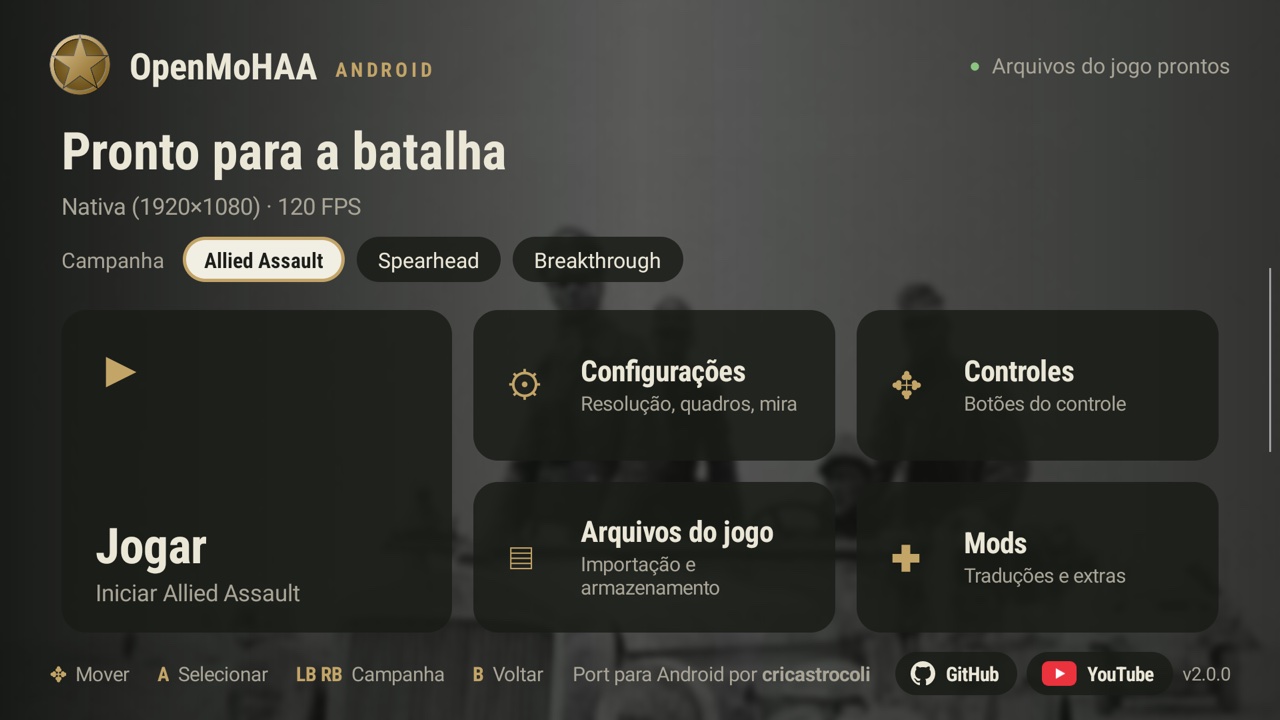 OpenMoHAA ANDROID
Arquivos do jogo prontos
Pronto para a batalha
Nativa (1920×1080) · 120 FPS
Campanha Allied Assault Spearhead Breakthrough
Jogar
Iniciar Allied Assault
Configurações
Resolução, quadros, mira
Controles
Botões do controle
Arquivos do jogo
Importação e
armazenamento
Mods
Traduções e extras
Mover A Selecionar LB RB Campanha B Voltar Port para Android por cricastrocoli GitHub YouTube v2.0.0